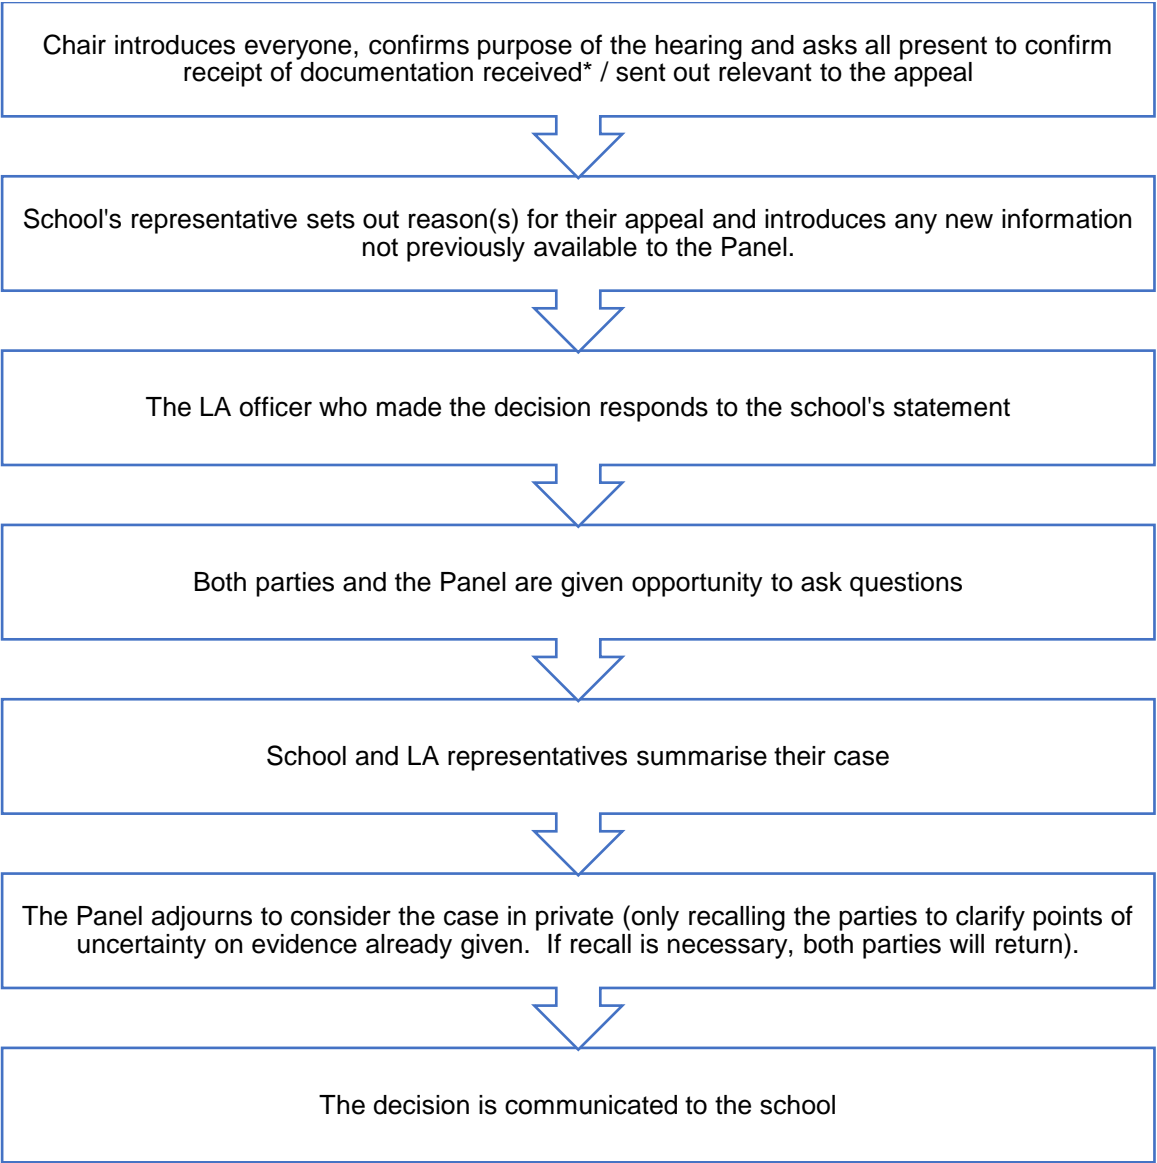 Chair introduces everyone, confirms purpose of the hearing and asks all present to confirm
receipt of documentation received* / sent out relevant to the appeal
School's representative sets out reason(s) for their appeal and introduces any new information
not previously available to the Panel.
The LA officer who made the decision responds to the school's statement
Both parties and the Panel are given opportunity to ask questions
School and LA representatives summarise their case
The Panel adjourns to consider the case in private (only recalling the parties to clarify points of
uncertainty on evidence already given.  If recall is necessary, both parties will return).
The decision is communicated to the school